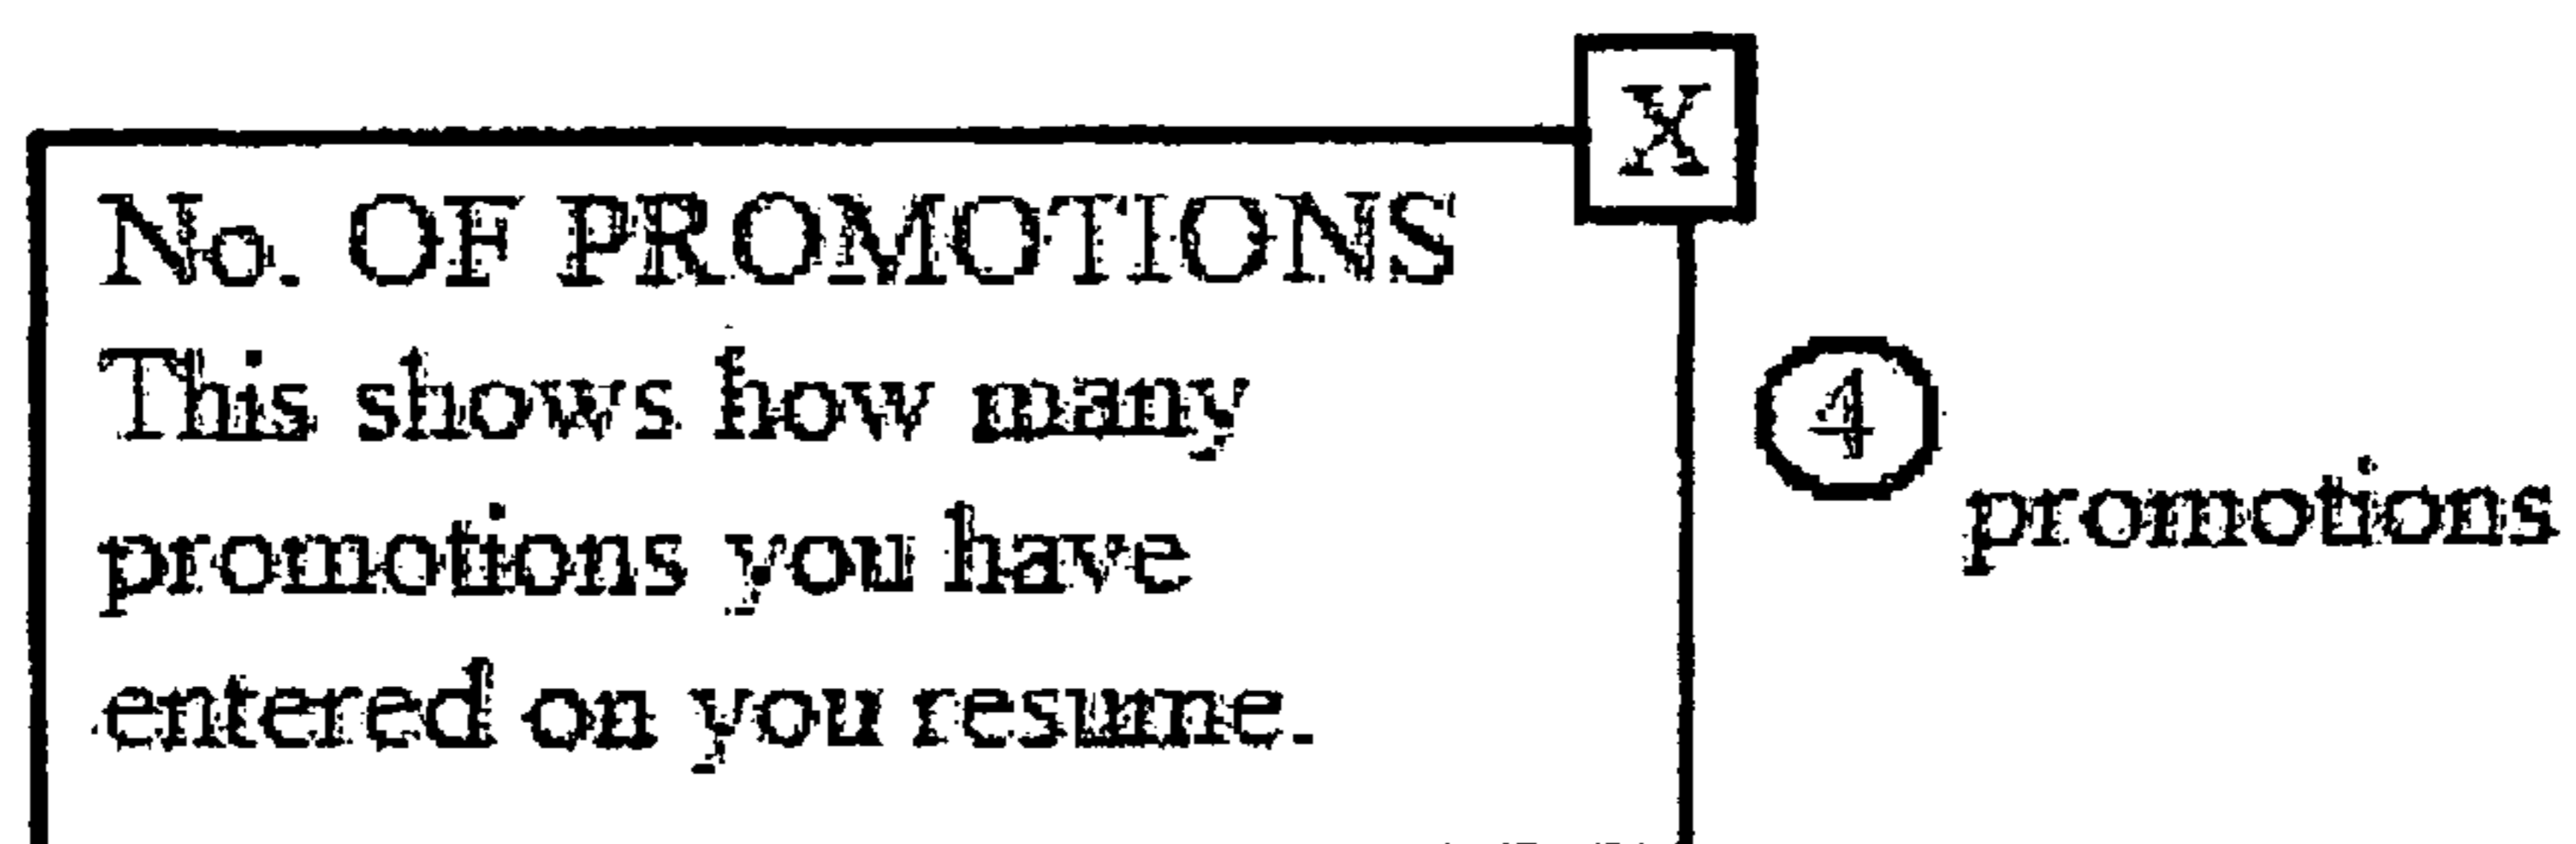 X
No. OF PROMOTIONS
This shows how many
promotions you have
entered on you resume.
4
promotions